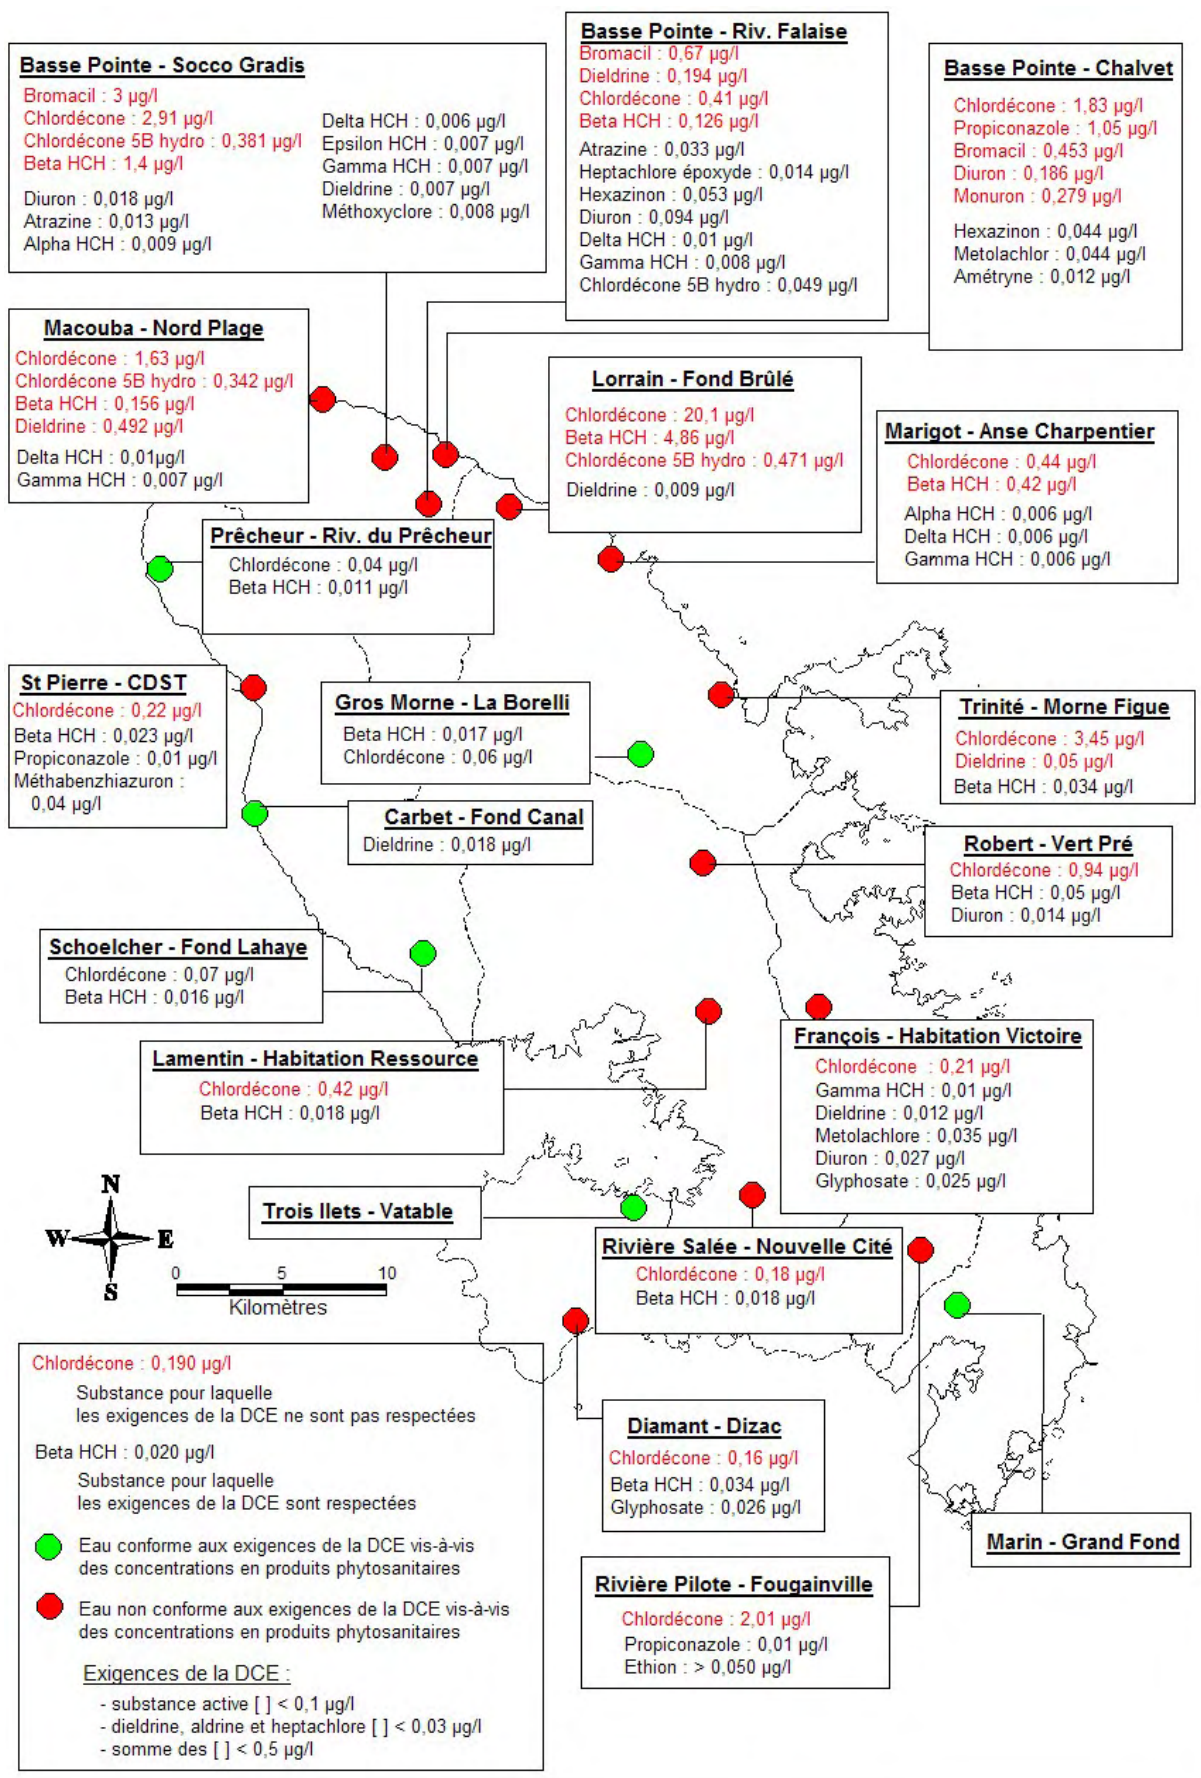 Basse Pointe - Socco Gradis
Bromacil : 3 µg/l
Chlordécone : 2,91 µg/l
Chlordécone 5B hydro : 0,381 µg/l
Beta HCH : 1,4 µg/l
Diuron : 0,018 µg/l
Atrazine : 0,013 µg/l
Alpha HCH : 0,009 µg/l
Delta HCH : 0,006 µg/l
Epsilon HCH : 0,007 µg/l
Gamma HCH : 0,007 µg/l
Dieldrine : 0,007 µg/l
Méthoxyclore : 0,008 µg/l
Basse Pointe - Riv. Falaise
Bromacil : 0,67 µg/l
Dieldrine : 0,194 µg/l
Chlordécone : 0,41 µg/l
Beta HCH : 0,126 µg/l
Atrazine : 0,033 µg/l
Heptachlore époxyde : 0,014 µg/l
Hexazinon : 0,053 µg/l
Diuron : 0,094 µg/l
Delta HCH : 0,01 µg/l
Gamma HCH : 0,008 µg/l
Chlordécone 5B hydro : 0,049 µg/l
Basse Pointe - Chalvet
Chlordécone : 1,83 µg/l
Propiconazole : 1,05 µg/l
Bromacil : 0,453 µg/l
Diuron : 0,186 µg/l
Monuron : 0,279 µg/l
Hexazinon : 0,044 µg/l
Metolachlor : 0,044 µg/l
Amétryne : 0,012 µg/l
Macouba - Nord Plage
Chlordécone : 1,63 µg/l
Chlordécone 5B hydro : 0,342 µg/l
Beta HCH : 0,156 µg/l
Dieldrine : 0,492 µg/l
Delta HCH : 0,01µg/l
Gamma HCH : 0,007 µg/l
Lorrain - Fond Brûlé
Chlordécone : 20,1 µg/l
Beta HCH : 4,86 µg/l
Chlordécone 5B hydro : 0,471 µg/l
Dieldrine : 0,009 µg/l
Marigot - Anse Charpentier
Chlordécone : 0,44 µg/l
Beta HCH : 0,42 µg/l
Alpha HCH : 0,006 µg/l
Delta HCH : 0,006 µg/l
Gamma HCH : 0,006 µg/l
Prêcheur - Riv. du Prêcheur
Chlordécone : 0,04 µg/l
Beta HCH : 0,011 µg/l
St Pierre - CDST
Chlordécone : 0,22 µg/l
Beta HCH : 0,023 µg/l
Propiconazole : 0,01 µg/l
Méthabenzhiazuron :
0,04 µg/l
Gros Morne - La Borelli
Beta HCH : 0,017 µg/l
Chlordécone : 0,06 µg/l
Trinité - Morne Figue
Chlordécone : 3,45 µg/l
Dieldrine : 0,05 µg/l
Beta HCH : 0,034 µg/l
Carbet - Fond Canal
Dieldrine : 0,018 µg/l
Robert - Vert Pré
Chlordécone : 0,94 µg/l
Beta HCH : 0,05 µg/l
Diuron : 0,014 µg/l
Schoelcher - Fond Lahaye
Chlordécone : 0,07 µg/l
Beta HCH : 0,016 µg/l
Lamentin - Habitation Ressource
Chlordécone : 0,42 µg/l
Beta HCH : 0,018 µg/l
François - Habitation Victoire
Chlordécone : 0,21 µg/l
Gamma HCH : 0,01 µg/l
Dieldrine : 0,012 µg/l
Metolachlore : 0,035 µg/l
Diuron : 0,027 µg/l
Glyphosate : 0,025 µg/l
Trois Ilets - Vatable
Rivière Salée - Nouvelle Cité
Chlordécone : 0,18 µg/l
Beta HCH : 0,018 µg/l
N
W E
S
0 5 10
Kilomètres
Diamant - Dizac
Chlordécone : 0,16 µg/l
Beta HCH : 0,034 µg/l
Glyphosate : 0,026 µg/l
Marin - Grand Fond
Rivière Pilote - Fougainville
Chlordécone : 2,01 µg/l
Propiconazole : 0,01 µg/l
Ethion : > 0,050 µg/l
Chlordécone : 0,190 µg/l
Substance pour laquelle
les exigences de la DCE ne sont pas respectées
Beta HCH : 0,020 µg/l
Substance pour laquelle
les exigences de la DCE sont respectées
Eau conforme aux exigences de la DCE vis-à-vis
des concentrations en produits phytosanitaires
Eau non conforme aux exigences de la DCE vis-à-vis
des concentrations en produits phytosanitaires
Exigences de la DCE :
- substance active [ ] < 0,1 µg/l
- dieldrine, aldrine et heptachlore [ ] < 0,03 µg/l
- somme des [ ] < 0,5 µg/l